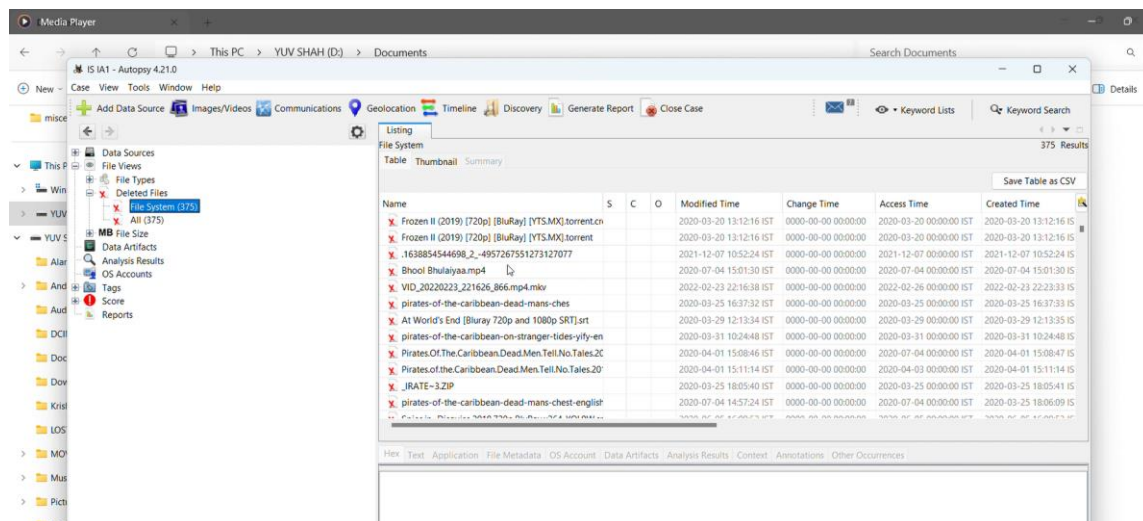 Media Player
This PC > YUV SHAH (D:) > Documents
Search Documents
IS IA1 - Autopsy 4.21.0
New
Case View Tools Window Help
Details
Add Data Source Images/Videos Communications Geolocation Timeline Discovery Generate Report Close Case
Keyword Lists Keyword Search
misce
Listing
File System 375 Results
Table Thumbnail Summary
Save Table as CSV
Data Sources
File Views
File Types
Deleted Files
File System (375)
All (375)
MB File Size
Data Artifacts
Analysis Results
OS Accounts
Tags
Score
Reports
This P
Win
YUV
YUV S
Alar
And
Aud
DCI
Doc
Dov
Krisl
LOS
MO
Mus
Pict
Name S C O Modified Time Change Time Access Time Created Time
Frozen II (2019) [720p] [BluRay] [YTS.MX].torrent.cr 2020-03-20 13:12:16 IST 0000-00-00 00:00:00 2020-03-20 00:00:00 IST 2020-03-20 13:12:16 IS
Frozen II (2019) [720p] [BluRay] [YTS.MX].torrent 2020-03-20 13:12:16 IST 0000-00-00 00:00:00 2020-03-20 00:00:00 IST 2020-03-20 13:12:16 IS
.1638854544698_2_-4957267551273127077 2021-12-07 10:52:24 IST 0000-00-00 00:00:00 2021-12-07 00:00:00 IST 2021-12-07 10:52:24 IS
Bhool Bhulaiyaa.mp4 2020-07-04 15:01:30 IST 0000-00-00 00:00:00 2020-07-04 00:00:00 IST 2020-07-04 15:01:30 IS
VID_20220223_221626_866.mp4.mkv 2022-02-23 22:16:38 IST 0000-00-00 00:00:00 2022-02-26 00:00:00 IST 2022-02-23 22:23:33 IS
pirates-of-the-caribbean-dead-mans-ches 2020-03-25 16:37:32 IST 0000-00-00 00:00:00 2020-03-25 00:00:00 IST 2020-03-25 16:37:33 IS
At World's End [Bluray 720p and 1080p SRT].srt 2020-03-29 12:13:34 IST 0000-00-00 00:00:00 2020-03-29 00:00:00 IST 2020-03-29 12:13:35 IS
pirates-of-the-caribbean-on-stranger-tides-yify-en 2020-03-31 10:24:48 IST 0000-00-00 00:00:00 2020-03-31 00:00:00 IST 2020-03-31 10:24:48 IS
Pirates.Of.The.Caribbean.Dead.Men.Tell.No.Tales.2C 2020-04-01 15:08:46 IST 0000-00-00 00:00:00 2020-07-04 00:00:00 IST 2020-04-01 15:08:47 IS
Pirates.of.the.Caribbean.Dead.Men.Tell.No.Tales.20 2020-04-01 15:11:14 IST 0000-00-00 00:00:00 2020-04-03 00:00:00 IST 2020-04-01 15:11:14 IS
_IRATE~3.ZIP 2020-03-25 18:05:40 IST 0000-00-00 00:00:00 2020-03-25 00:00:00 IST 2020-03-25 18:05:41 IS
pirates-of-the-caribbean-dead-mans-chest-english 2020-07-04 14:57:24 IST 0000-00-00 00:00:00 2020-07-04 00:00:00 IST 2020-03-25 18:06:09 IS
Hex Text Application File Metadata OS Account Data Artifacts Analysis Results Context Annotations Other Occurrences